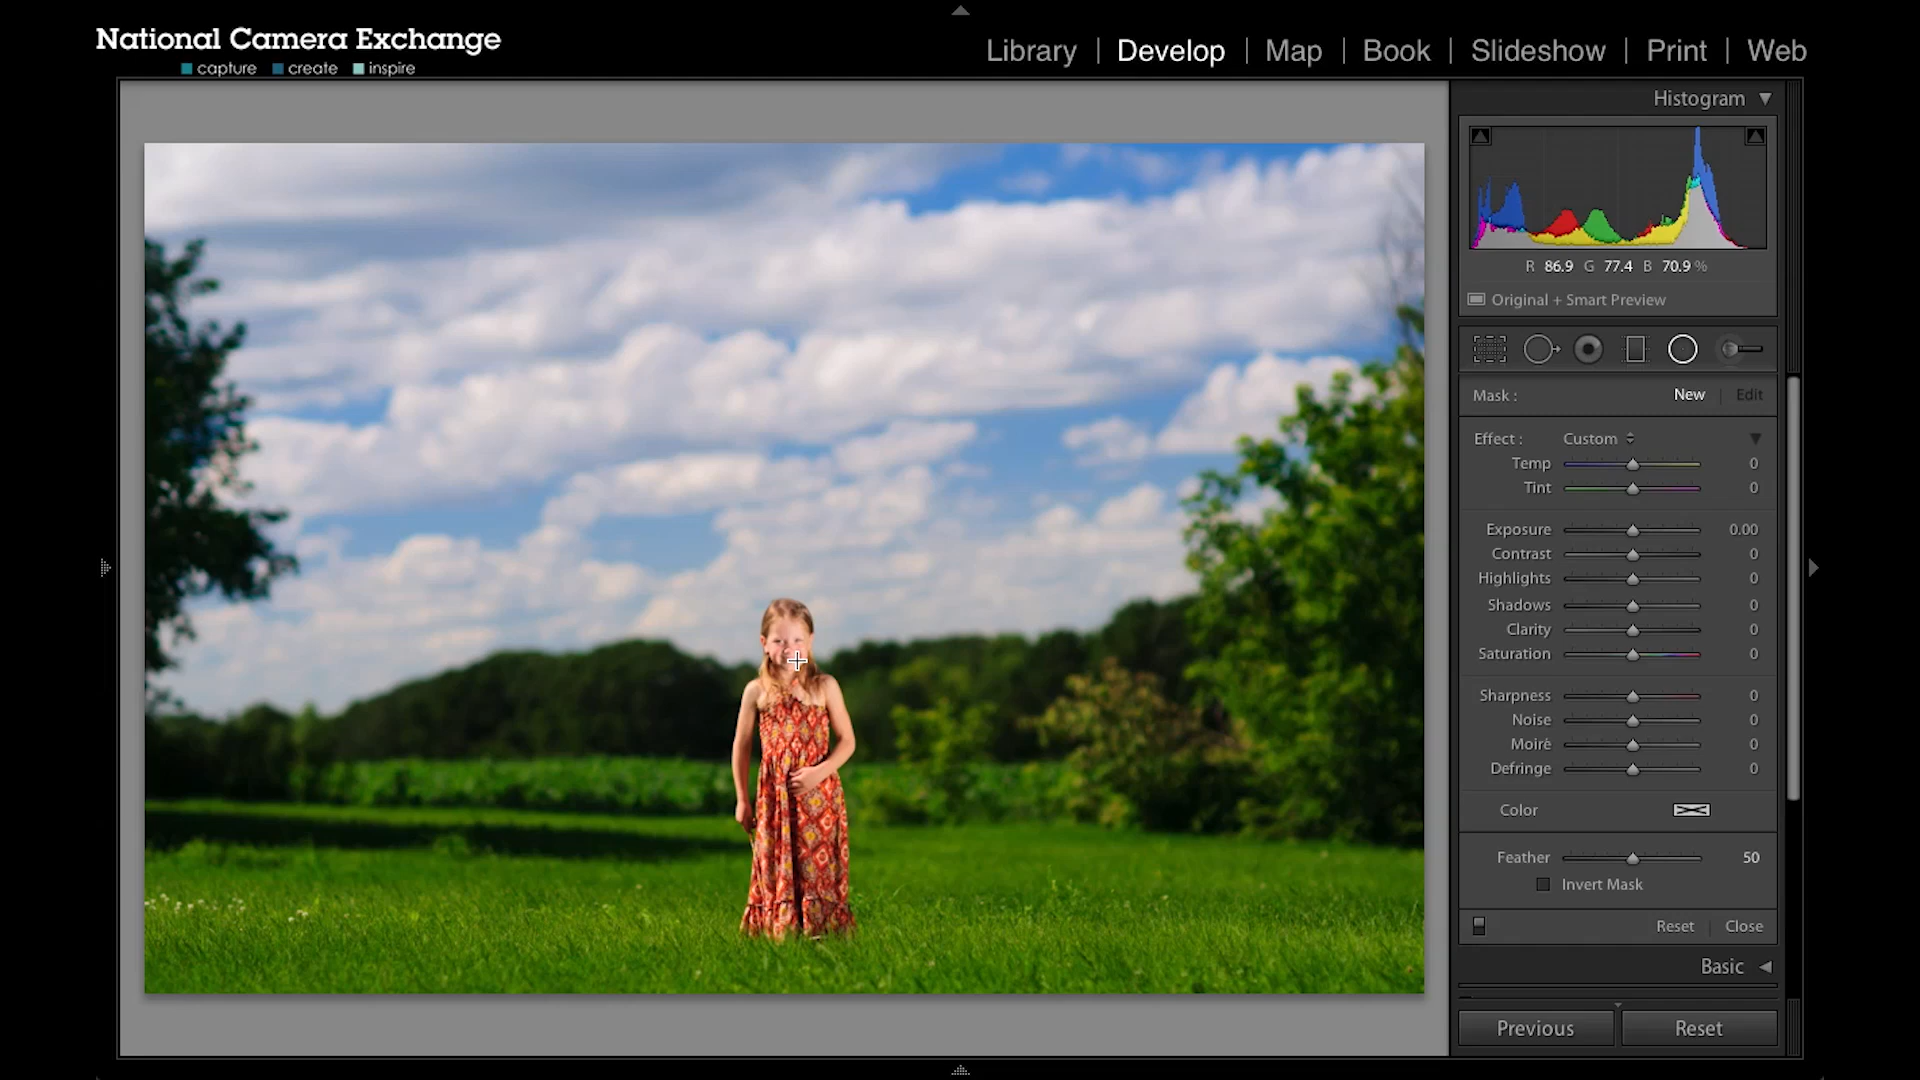 National Camera Exchange
capture create inspire
Library | Develop | Map | Book | Slideshow | Print | Web
Histogram
R 86.9 G 77.4 B 70.9 %
Original + Smart Preview
Mask : New | Edit
Effect : Custom
Temp 0
Tint 0
Exposure 0.00
Contrast 0
Highlights 0
Shadows 0
Clarity 0
Saturation 0
Sharpness 0
Noise 0
Moiré 0
Defringe 0
Color
Feather 50
Invert Mask
Reset | Close
Basic
Previous Reset